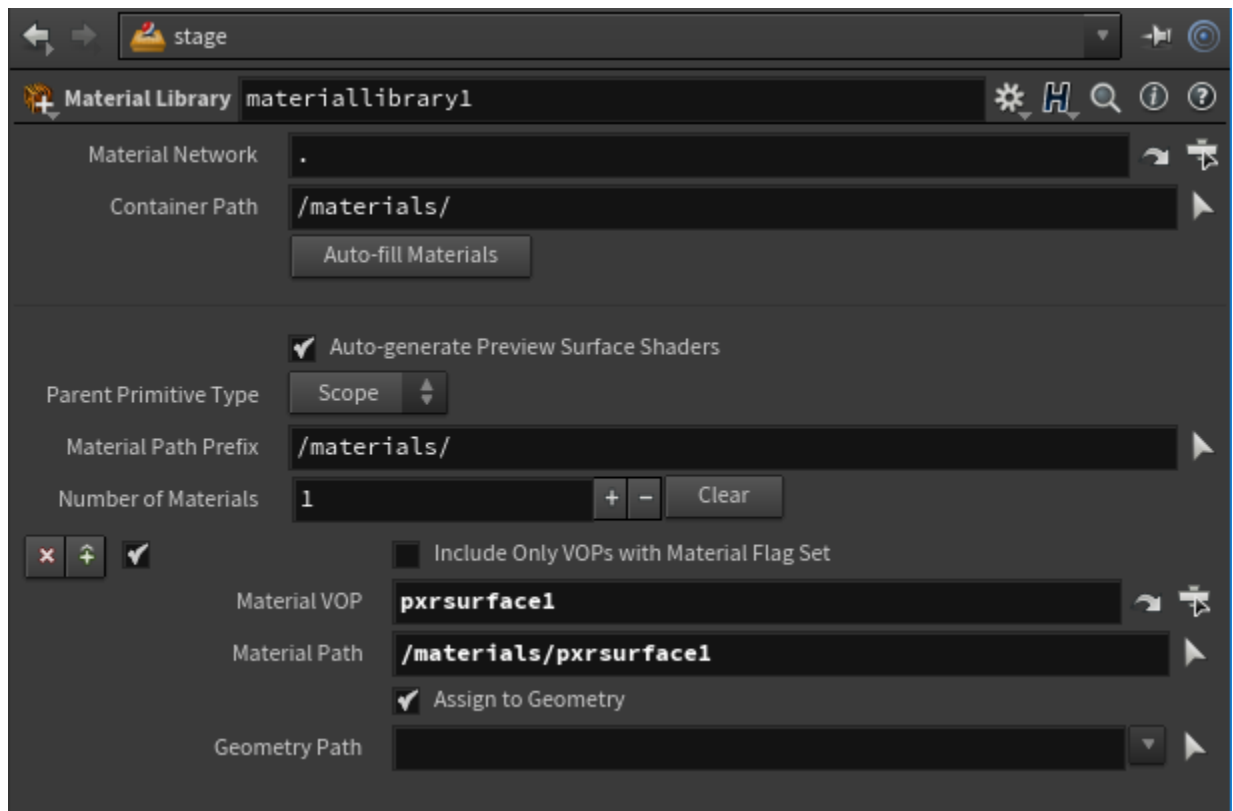 stage
Material Library materiallibrary1
Material Network .
Container Path /materials/
Auto-fill Materials
Auto-generate Preview Surface Shaders
Parent Primitive Type Scope
Material Path Prefix /materials/
Number of Materials 1 + − Clear
Include Only VOPs with Material Flag Set
Material VOP pxrsurface1
Material Path /materials/pxrsurface1
Assign to Geometry
Geometry Path